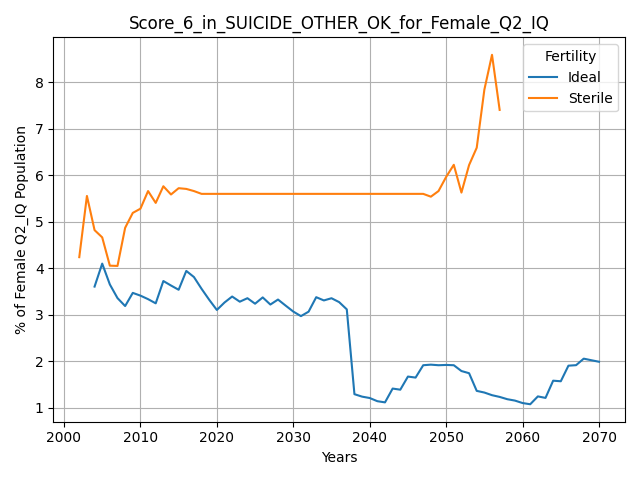 Score_6_in_SUICIDE_OTHER_OK_for_Female_Q2_IQ
% of Female Q2_IQ Population
8
7
6
5
4
3
2
1
Fertility
Ideal
Sterile
2000 2010 2020 2030 2040 2050 2060 2070
Years